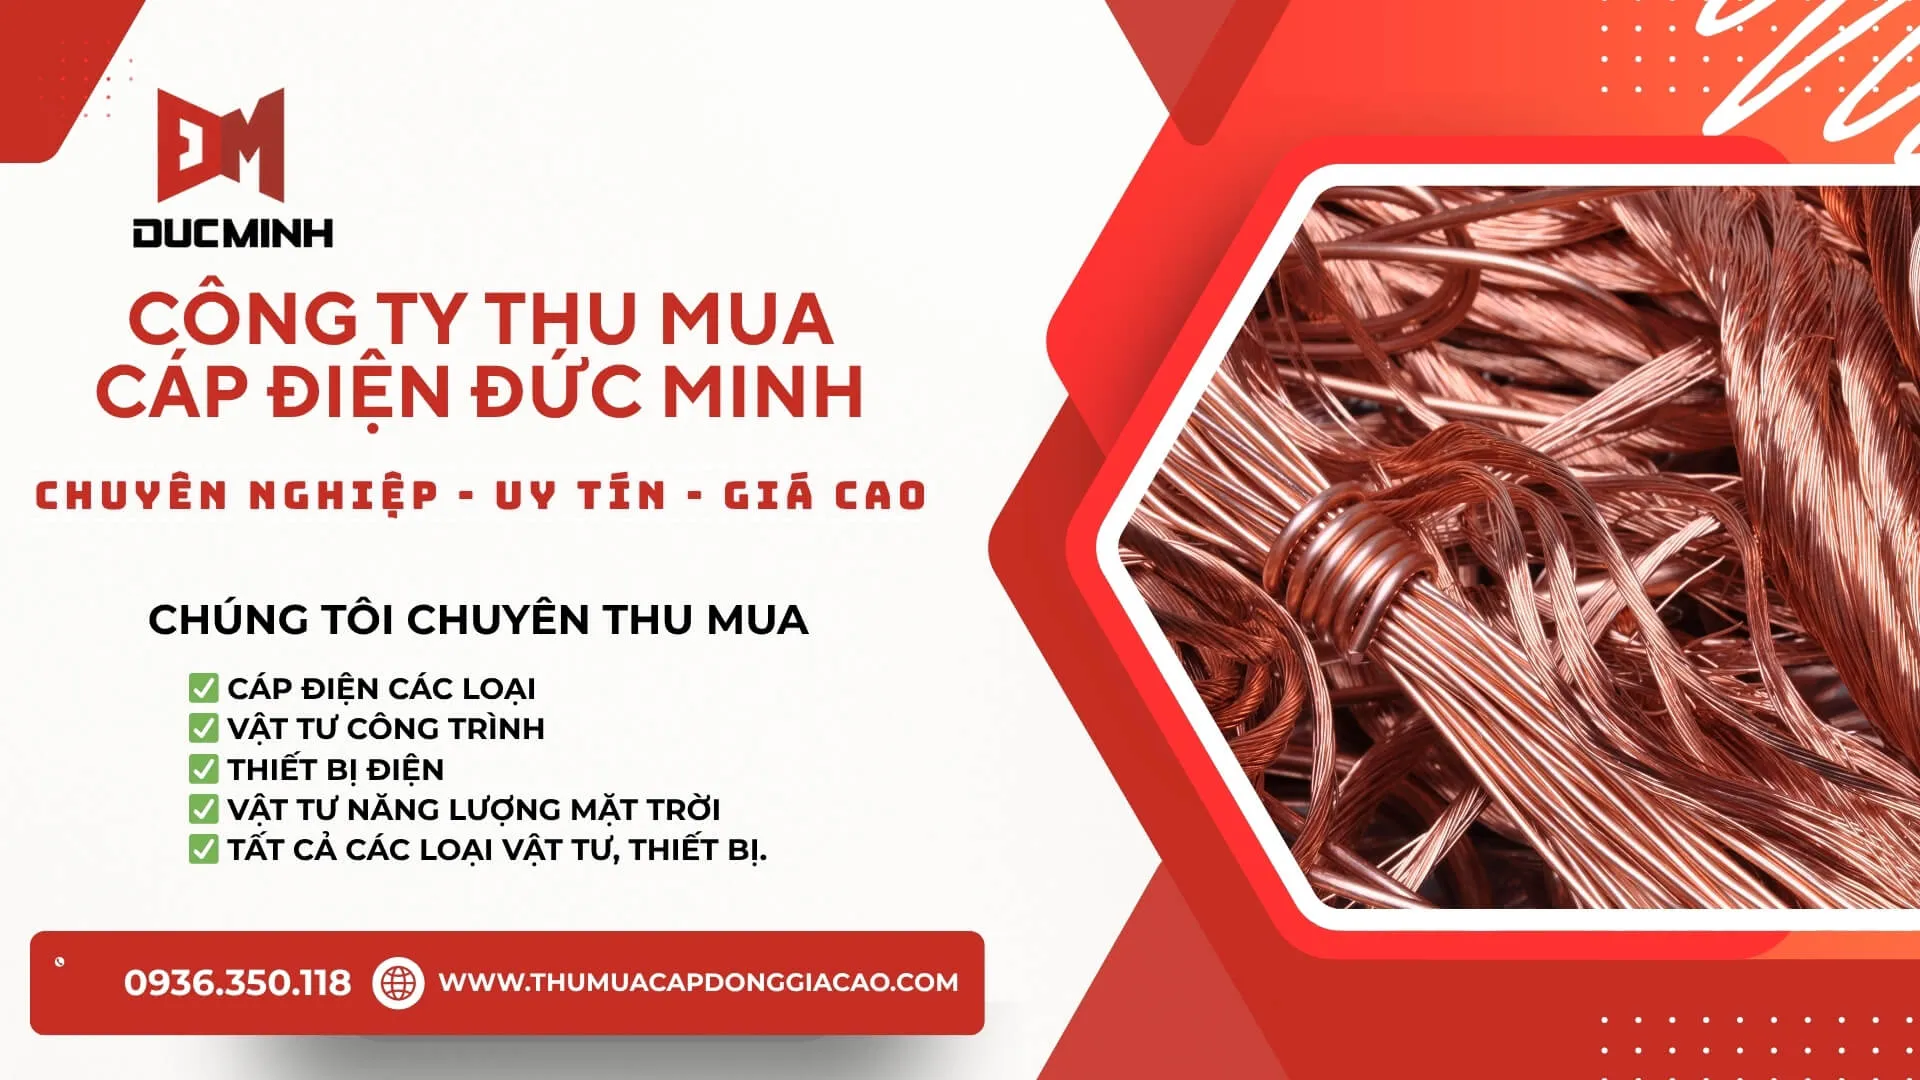 ĐM
DUCMINH
CÔNG TY THU MUA
CÁP ĐIỆN ĐỨC MINH
CHUYÊN NGHIỆP - UY TÍN - GIÁ CAO
CHÚNG TÔI CHUYÊN THU MUA
✅ CÁP ĐIỆN CÁC LOẠI
✅ VẬT TƯ CÔNG TRÌNH
✅ THIẾT BỊ ĐIỆN
✅ VẬT TƯ NĂNG LƯỢNG MẶT TRỜI
✅ TẤT CẢ CÁC LOẠI VẬT TƯ, THIẾT BỊ.
0936.350.118 WWW.THUMUACAPDONGGIACAO.COM